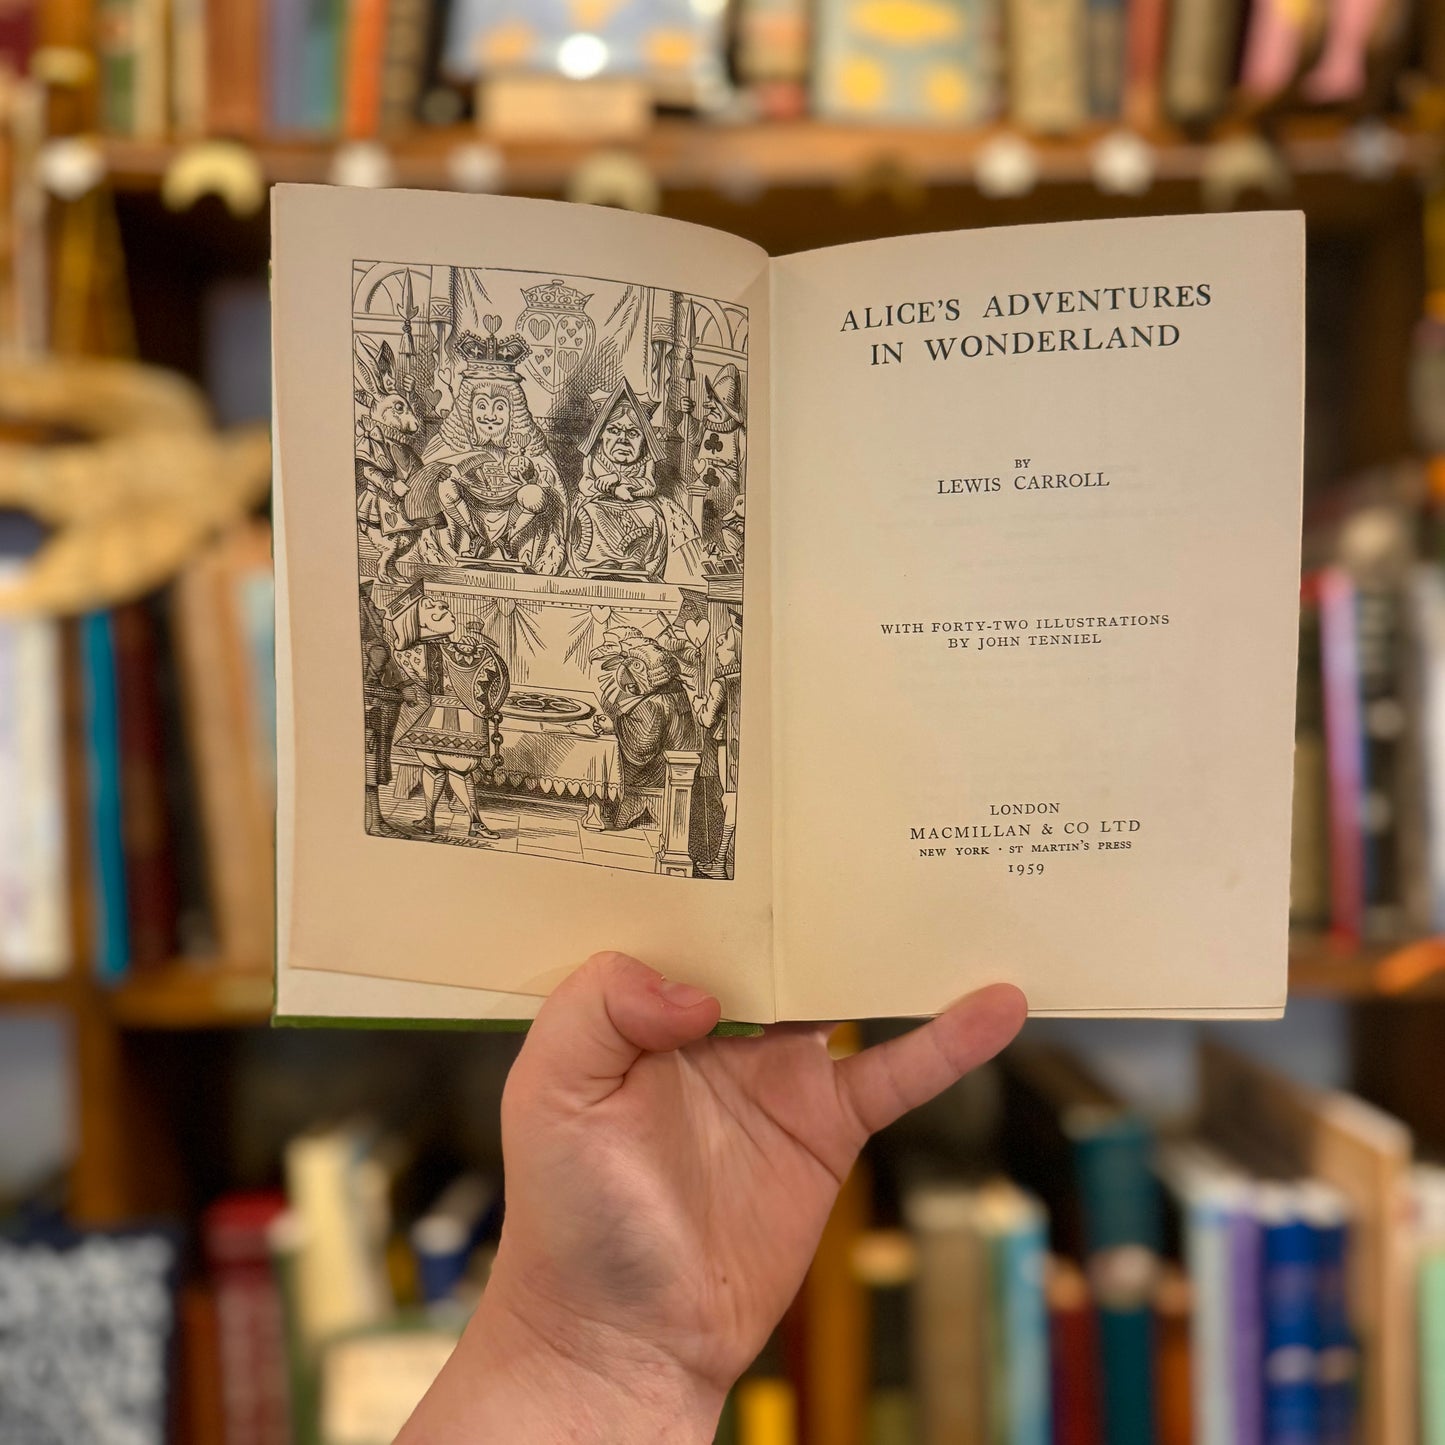 ALICE'S ADVENTURES
IN WONDERLAND
BY
LEWIS CARROLL
WITH FORTY-TWO ILLUSTRATIONS
BY JOHN TENNIEL
LONDON
MACMILLAN & CO LTD
NEW YORK · ST MARTIN'S PRESS
1959